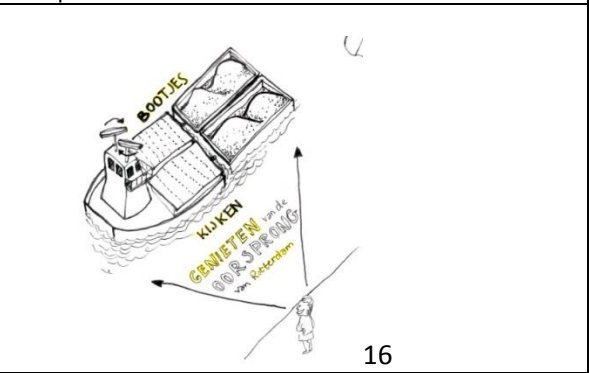 BOOTJES
KIJKEN
GENIETEN van de
OORSPRONG
van Rotterdam
16